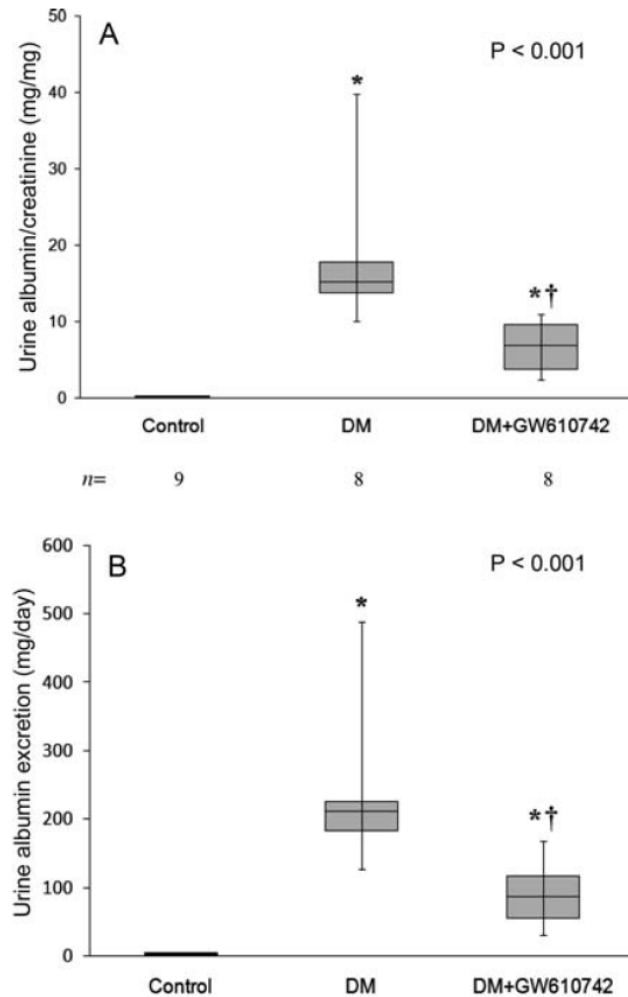 A
P < 0.001
Urine albumin/creatinine (mg/mg)
50
40
30
20
10
0
*
*†
Control DM DM+GW610742
n= 9 8 8
B
P < 0.001
Urine albumin excretion (mg/day)
600
500
400
300
200
100
0
*
*†
Control DM DM+GW610742